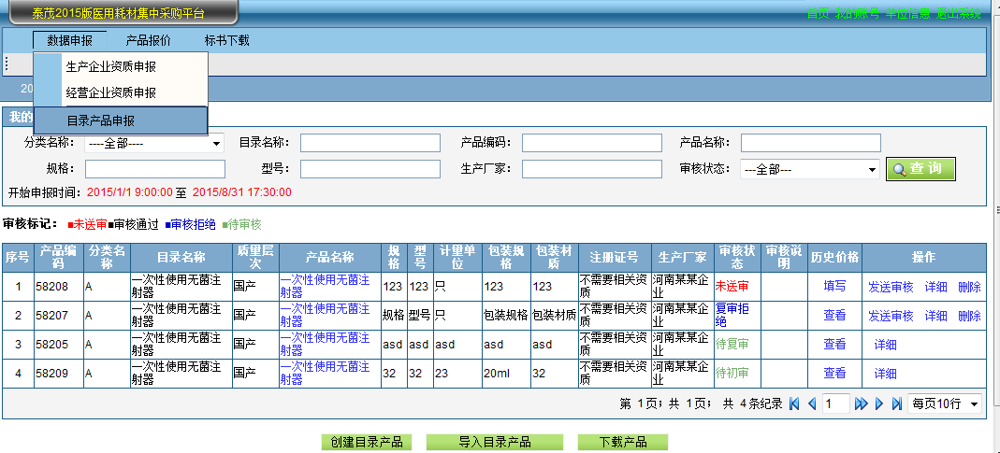 泰茂2015版医用耗材集中采购平台
首页 我的账号 单位信息 退出系统
数据申报 产品报价 标书下载
生产企业资质申报
经营企业资质申报
20
目录产品申报
我的
分类名称： ----全部---- 目录名称： 产品编码： 产品名称：
规格： 型号： 生产厂家： 审核状态： ---全部--- 查 询
开始申报时间：2015/1/1 9:00:00 至 2015/8/31 17:30:00
审核标记： ■未送审■审核通过 ■审核拒绝 ■待审核
序号 产品编码 分类名称 目录名称 质量层次 产品名称 规格 型号 计量单位 包装规格 包装材质 注册证号 生产厂家 审核状态 审核说明 历史价格 操作
1 58208 A 一次性使用无菌注射器 国产 一次性使用无菌注射器 123 123 只 123 123 不需要相关资质 河南某某企业 未送审 填写 发送审核 详细 删除
2 58207 A 一次性使用无菌注射器 国产 一次性使用无菌注射器 规格 型号 只 包装规格 包装材质 不需要相关资质 河南某某企业 复审拒绝 查看 发送审核 详细 删除
3 58205 A 一次性使用无菌注射器 国产 一次性使用无菌注射器 asd asd asd asd asd 不需要相关资质 河南某某企业 待复审 查看 详细
4 58209 A 一次性使用无菌注射器 国产 一次性使用无菌注射器 32 32 23 20ml 32 不需要相关资质 河南某某企业 待初审 查看 详细
第 1页；共 1页； 共 4条纪录 1 每页10行
创建目录产品 导入目录产品 下载产品